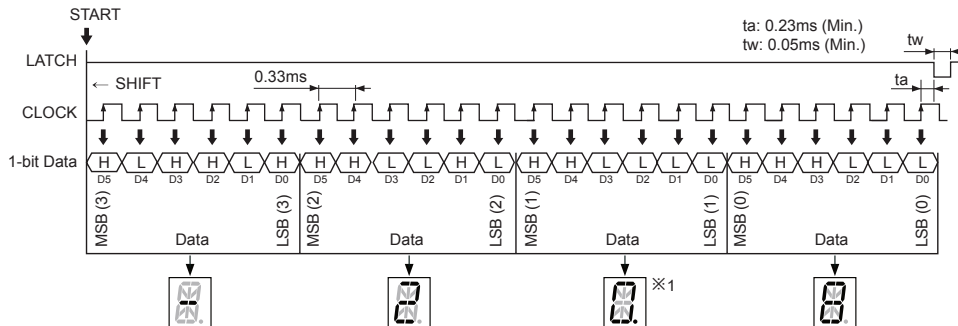 START
ta: 0.23ms (Min.)
tw: 0.05ms (Min.)
tw
LATCH
← SHIFT
0.33ms
ta
CLOCK
1-bit Data
H L H H L H H H L L H L H H L L L L H H H L L L
D5 D4 D3 D2 D1 D0 D5 D4 D3 D2 D1 D0 D5 D4 D3 D2 D1 D0 D5 D4 D3 D2 D1 D0
MSB (3) LSB (3) MSB (2) LSB (2) MSB (1) LSB (1) MSB (0) LSB (0)
Data Data Data Data
- 2 0. ※1 8